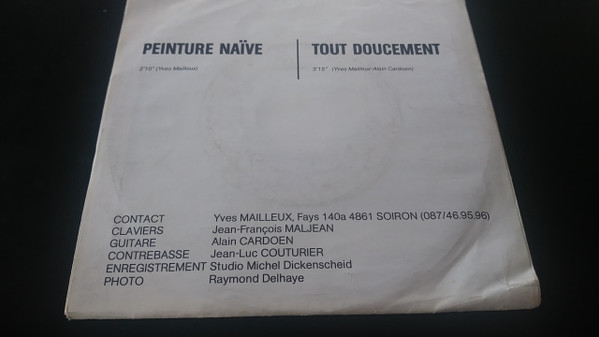 PEINTURE NAÏVE
TOUT DOUCEMENT
2'10" (Yves Mailleux)
3'15" (Yves Mailleux-Alain Cardoen)
CONTACT Yves MAILLEUX, Fays 140a 4861 SOIRON (087/46.95.96)
CLAVIERS Jean-François MALJEAN
GUITARE Alain CARDOEN
CONTREBASSE Jean-Luc COUTURIER
ENREGISTREMENT Studio Michel Dickenscheid
PHOTO Raymond Delhaye